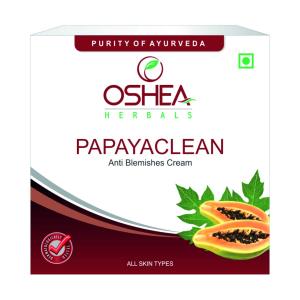 PURITY OF AYURVEDA
OSHEA
HERBALS
PAPAYACLEAN
Anti Blemishes Cream
ALL SKIN TYPES